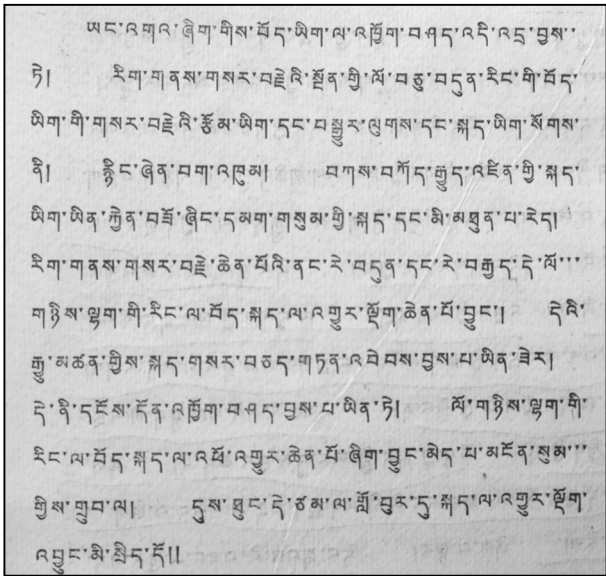 ཡང་འགའ་ཞིག་གིས་བོད་ཡིག་ལ་འཁྱོག་བཤད་འདི་འདྲ་བྱས་་
ཏེ། རིག་གནས་གསར་བརྗེའི་སྔོན་གྱི་ལོ་བཅུ་བདུན་རིང་གི་བོད་
ཡིག་གི་གསར་བརྗེའི་རྩོམ་ཡིག་དང་བསྒྱུར་ལུགས་དང་སྐད་ཡིག་སོགས་
ནི། རྙིང་ཞེན་བག་འཁུམ། བཀས་བཀོད་རྒྱུད་འཛིན་གྱི་སྐད་
ཡིག་ཡིན་རྐྱེན་བཟོ་ཞིང་དམག་གསུམ་གྱི་སྐད་དང་མི་མཐུན་པ་རེད།
རིག་གནས་གསར་བརྗེ་ཆེན་པོའི་ནང་རེ་བདུན་དང་རེ་བརྒྱད་དེ་ལོ་་་
གཉིས་ལྷག་གི་རིང་ལ་བོད་སྐད་ལ་འགྱུར་ལྡོག་ཆེན་པོ་བྱུང་། དེའི་
རྒྱུ་མཚན་གྱིས་སྐད་གསར་བཅད་གཏན་འབེབས་བྱས་པ་ཡིན་ཟེར།
དེ་ནི་དངོས་དོན་འཁྱོག་བཤད་བྱས་པ་ཡིན་ཏེ། ལོ་གཉིས་ལྷག་གི་
རིང་ལ་བོད་སྐད་ལ་འཕོ་འགྱུར་ཆེན་པོ་ཞིག་བྱུང་མེད་པ་མངོན་སུམ་་་
གྱིས་གྲུབ་ལ། དུས་ཐུང་དེ་ཙམ་ལ་གློ་བུར་དུ་སྐད་ལ་འགྱུར་ལྡོག་
འབྱུང་མི་སྲིད་དོ།།